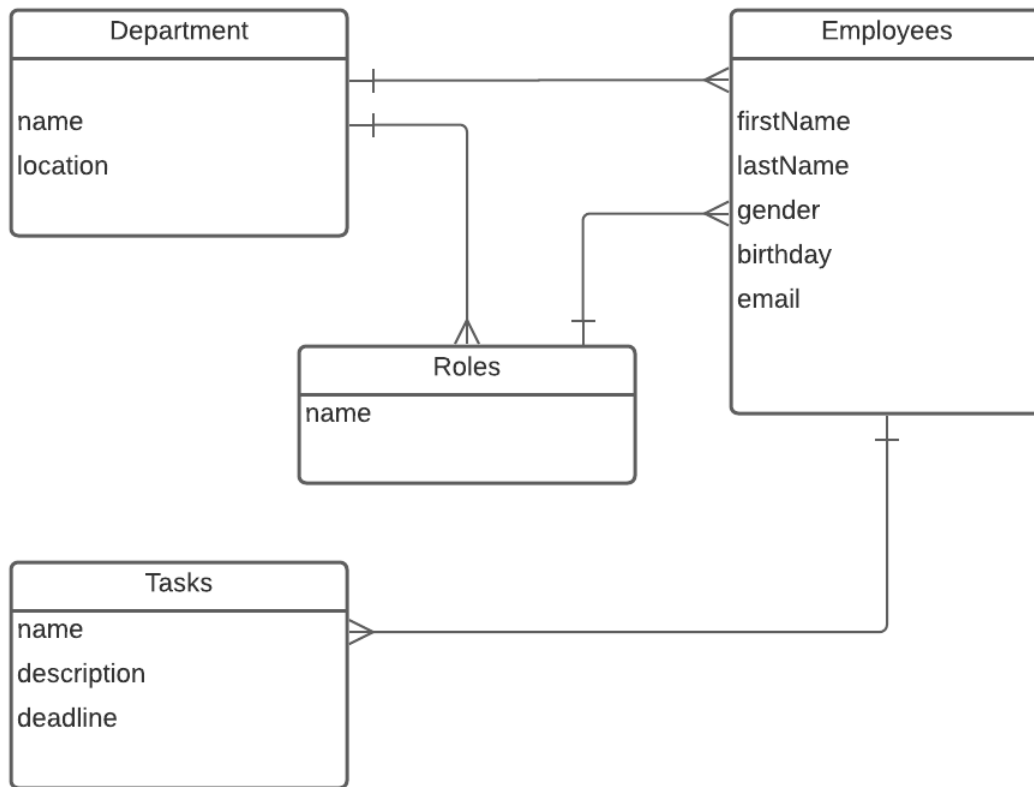 Department
name
location
Employees
firstName
lastName
gender
birthday
email
Roles
name
Tasks
name
description
deadline